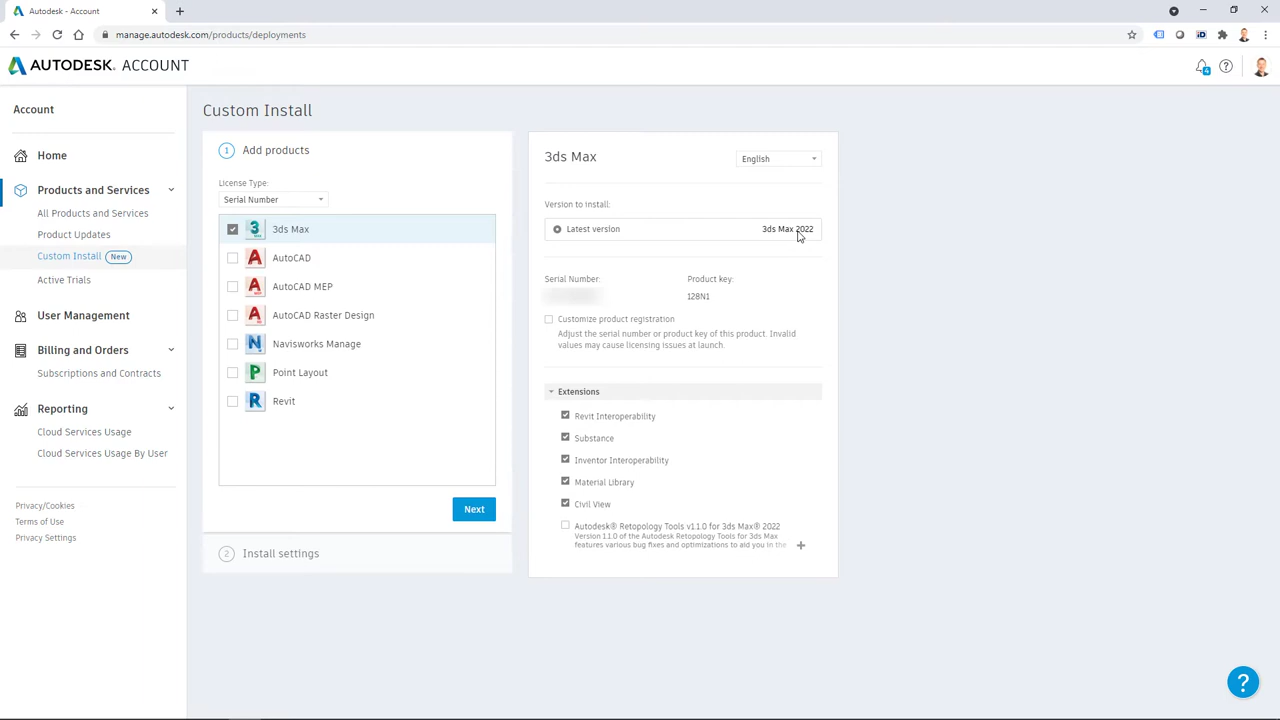 Autodesk - Account
manage.autodesk.com/products/deployments
AUTODESK. ACCOUNT
4
Account
Home
Products and Services
All Products and Services
Product Updates
Custom Install New
Active Trials
User Management
Billing and Orders
Subscriptions and Contracts
Reporting
Cloud Services Usage
Cloud Services Usage By User
Privacy/Cookies
Terms of Use
Privacy Settings
Custom Install
1 Add products
License Type:
Serial Number
3ds Max
AutoCAD
AutoCAD MEP
AutoCAD Raster Design
Navisworks Manage
Point Layout
Revit
Next
2 Install settings
3ds Max
English
Version to install:
Latest version 3ds Max 2022
Serial Number: Product key:
128N1
Customize product registration
Adjust the serial number or product key of this product. Invalid
values may cause licensing issues at launch.
Extensions
Revit Interoperability
Substance
Inventor Interoperability
Material Library
Civil View
Autodesk® Retopology Tools v1.1.0 for 3ds Max® 2022
Version 1.1.0 of the Autodesk Retopology Tools for 3ds Max
features various bug fixes and optimizations to aid you in the
?